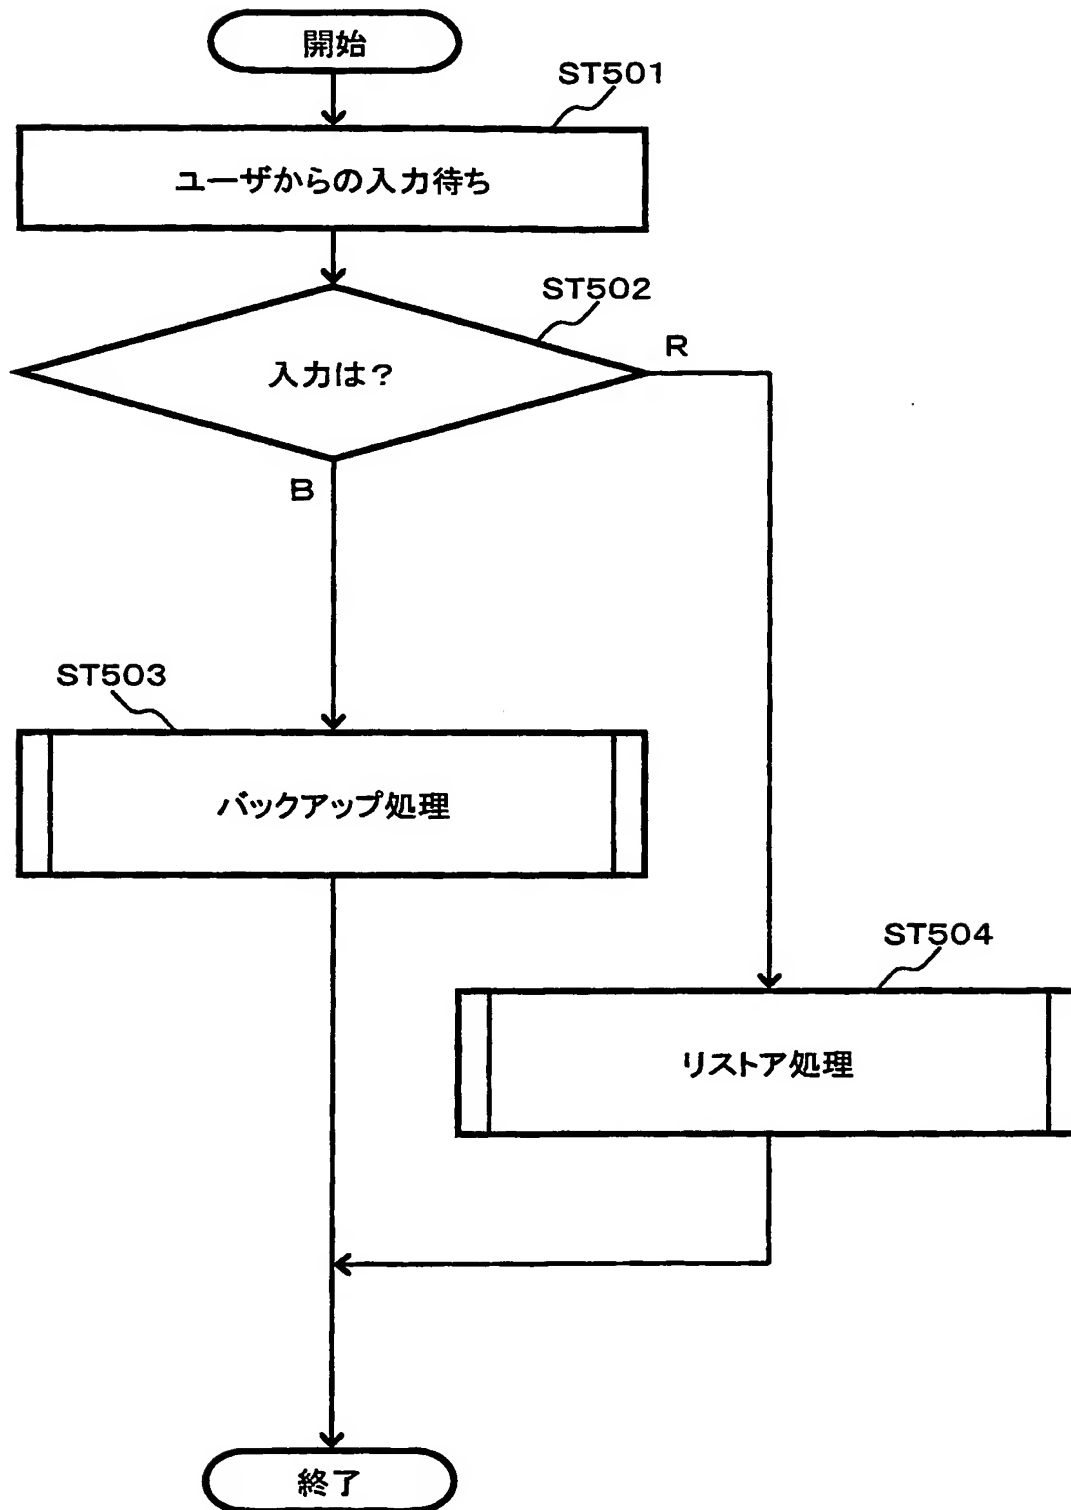 開始
ST501
ユーザからの入力待ち
ST502
入力は？
R
B
ST503
バックアップ処理
ST504
リストア処理
終了